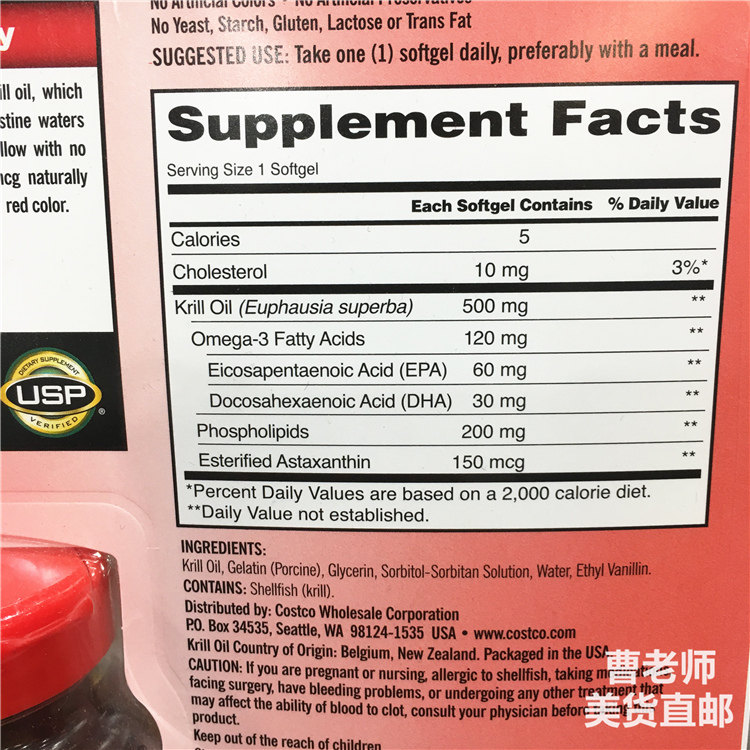 No Artificial Colors • No Artificial Preservatives
No Yeast, Starch, Gluten, Lactose or Trans Fat
SUGGESTED USE: Take one (1) softgel daily, preferably with a meal.
y
ill oil, which
stine waters
llow with no
mcg naturally
red color.
DIETARY SUPPLEMENT
USP
VERIFIED
®
Supplement Facts
Serving Size 1 Softgel
Each Softgel Contains % Daily Value
Calories 5
Cholesterol 10 mg 3%*
Krill Oil (Euphausia superba) 500 mg **
Omega-3 Fatty Acids 120 mg **
Eicosapentaenoic Acid (EPA) 60 mg **
Docosahexaenoic Acid (DHA) 30 mg **
Phospholipids 200 mg **
Esterified Astaxanthin 150 mcg **
*Percent Daily Values are based on a 2,000 calorie diet.
**Daily Value not established.
INGREDIENTS:
Krill Oil, Gelatin (Porcine), Glycerin, Sorbitol-Sorbitan Solution, Water, Ethyl Vanillin.
CONTAINS: Shellfish (krill).
Distributed by: Costco Wholesale Corporation
P.O. Box 34535, Seattle, WA 98124-1535 USA • www.costco.com
Krill Oil Country of Origin: Belgium, New Zealand. Packaged in the USA.
CAUTION: If you are pregnant or nursing, allergic to shellfish, taking
facing surgery, have bleeding problems, or undergoing any other treatment that
may affect the ability of blood to clot, consult your physician before
product.
Keep out of the reach of children
曹老师
美货直邮